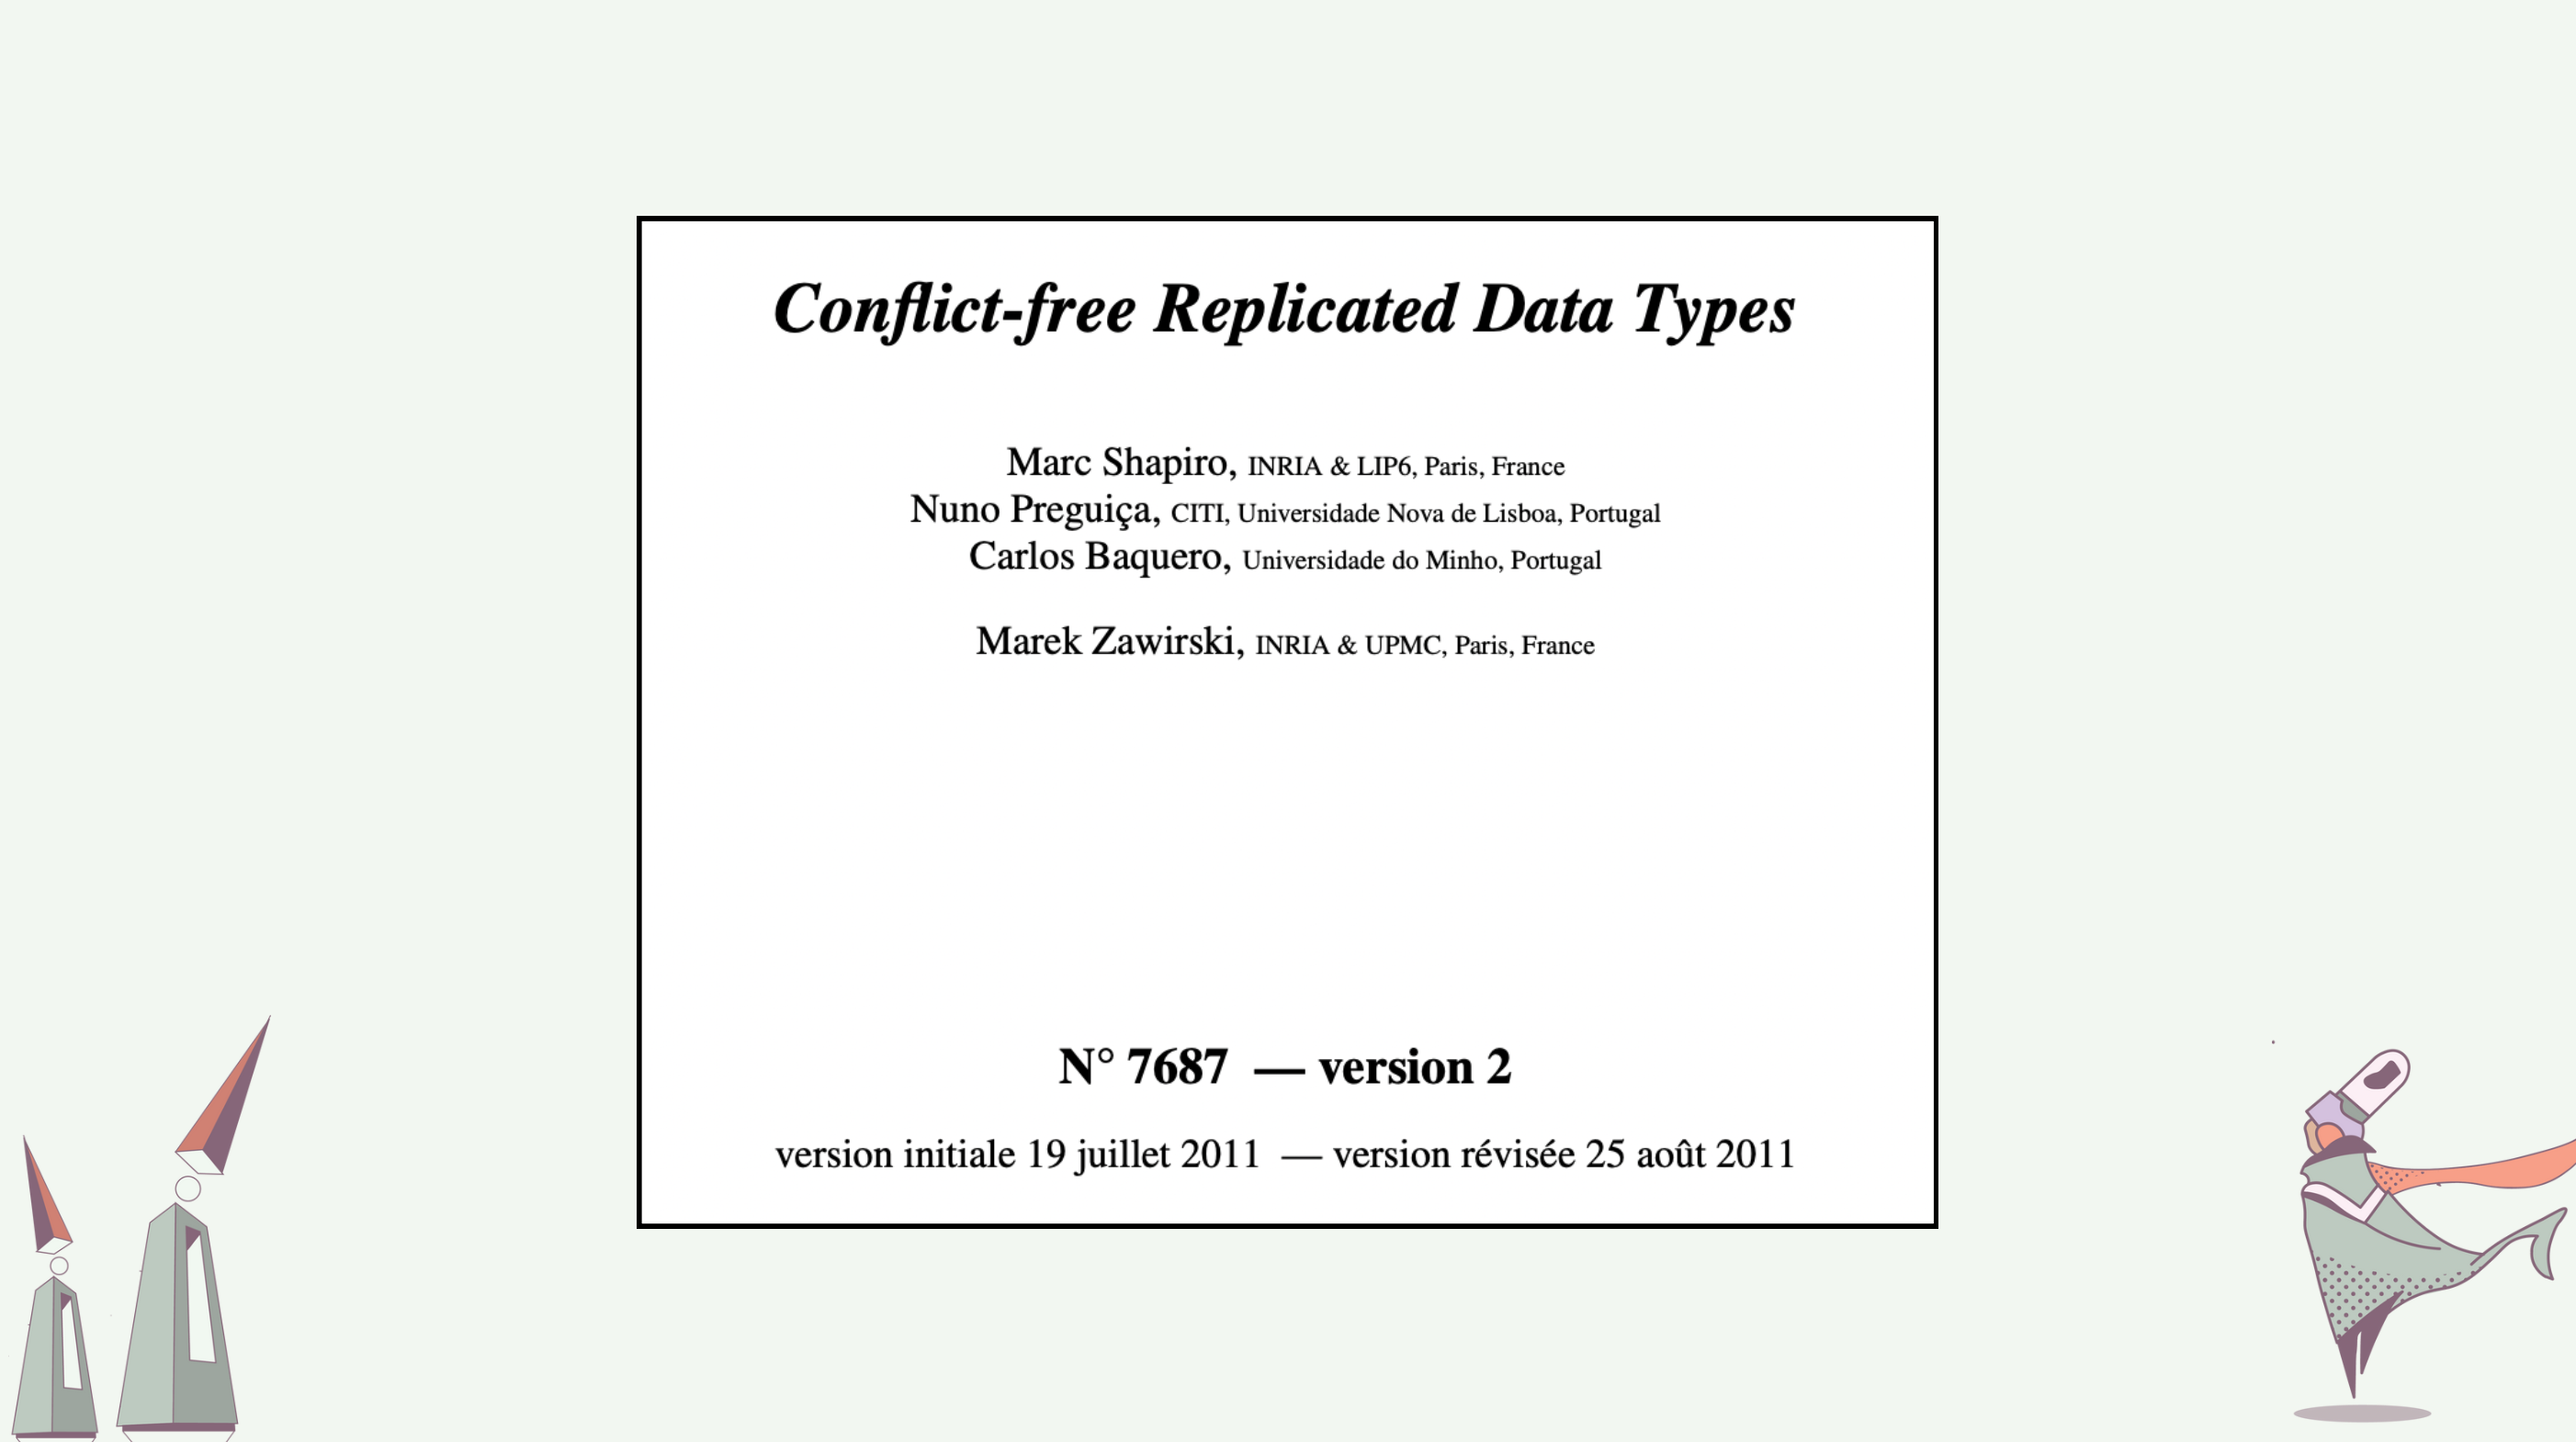 Conflict-free Replicated Data Types
Marc Shapiro, INRIA & LIP6, Paris, France
Nuno Preguiça, CITI, Universidade Nova de Lisboa, Portugal
Carlos Baquero, Universidade do Minho, Portugal
Marek Zawirski, INRIA & UPMC, Paris, France
N° 7687 — version 2
version initiale 19 juillet 2011 — version révisée 25 août 2011